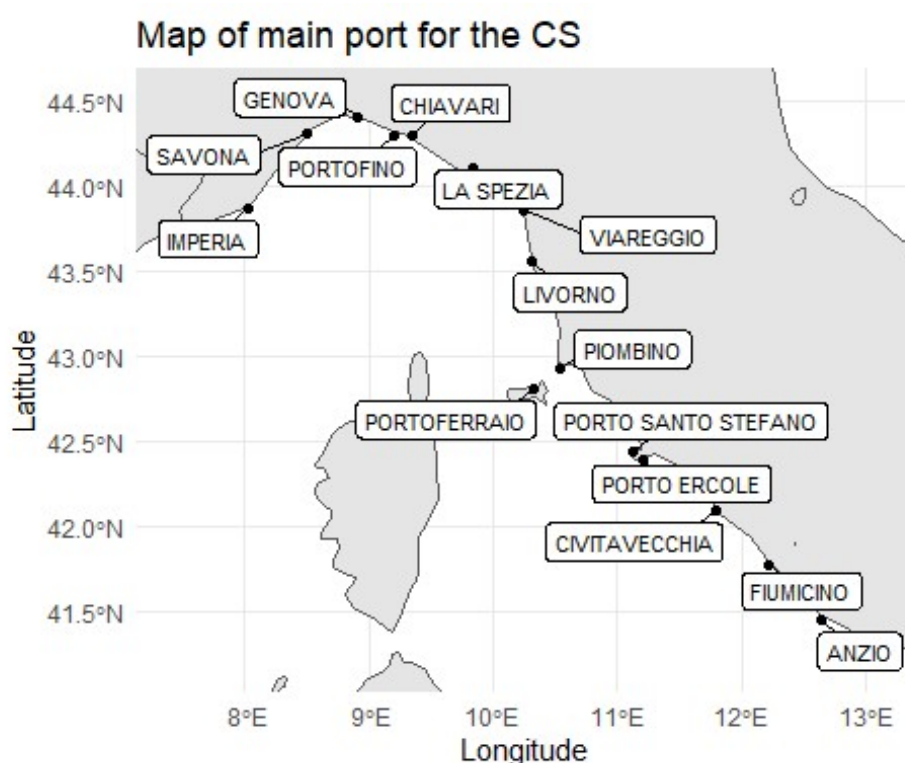 Map of main port for the CS
44.5°N
44.0°N
43.5°N
43.0°N
42.5°N
42.0°N
41.5°N
Latitude
GENOVA
CHIAVARI
SAVONA
PORTOFINO
LA SPEZIA
IMPERIA
VIAREGGIO
LIVORNO
PIOMBINO
PORTOFERRAIO
PORTO SANTO STEFANO
PORTO ERCOLE
CIVITAVECCHIA
FIUMICINO
ANZIO
8°E
9°E
10°E
11°E
12°E
13°E
Longitude